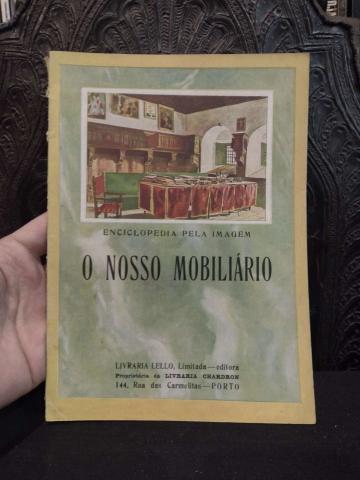 ENCICLOPEDIA PELA IMAGEM
O NOSSO MOBILIÁRIO
LIVRARIA LELLO, Limitada—editora
Proprietária da LIVRARIA CHARDRON
144, Rua das Carmelitas—PORTO